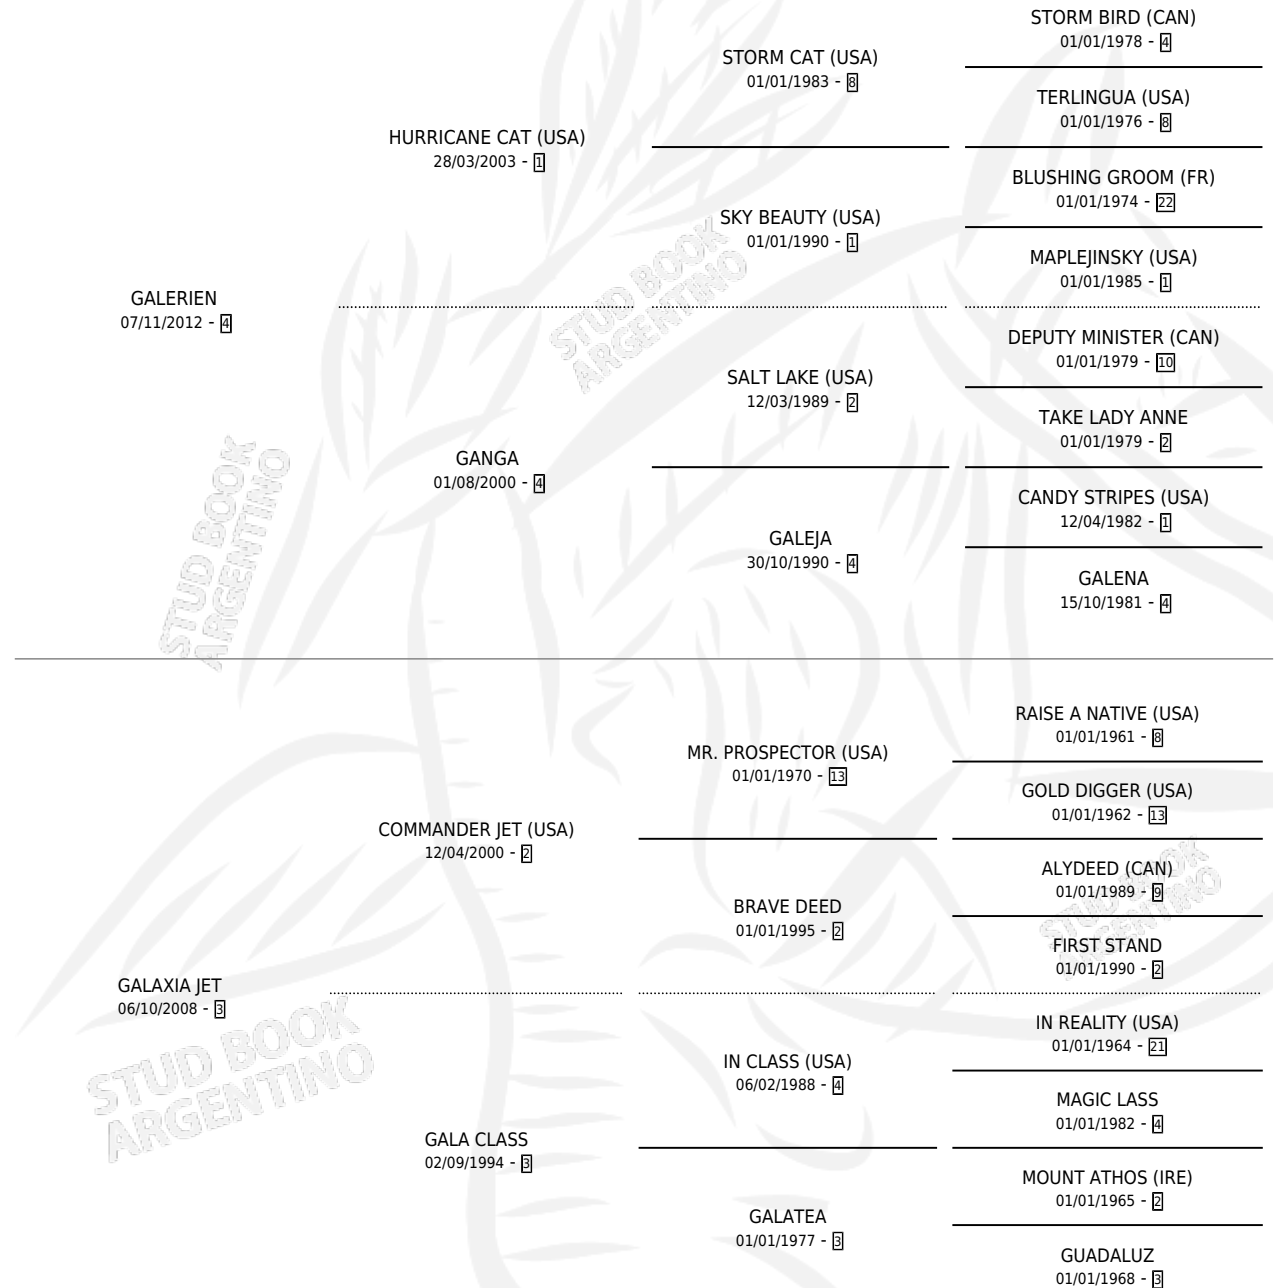 STORM BIRD (CAN)
01/01/1978 - 4
STORM CAT (USA)
01/01/1983 - 8
TERLINGUA (USA)
01/01/1976 - 8
HURRICANE CAT (USA)
28/03/2003 - 1
BLUSHING GROOM (FR)
01/01/1974 - 22
SKY BEAUTY (USA)
01/01/1990 - 1
MAPLEJINSKY (USA)
01/01/1985 - 1
GALERIEN
07/11/2012 - 4
STUD BOOK
ARGENTINO
DEPUTY MINISTER (CAN)
01/01/1979 - 10
SALT LAKE (USA)
12/03/1989 - 2
TAKE LADY ANNE
01/01/1979 - 2
GANGA
01/08/2000 - 4
CANDY STRIPES (USA)
12/04/1982 - 1
GALEJA
30/10/1990 - 4
GALENA
15/10/1981 - 4
STUD BOOK
ARGENTINO
RAISE A NATIVE (USA)
01/01/1961 - 8
MR. PROSPECTOR (USA)
01/01/1970 - 13
GOLD DIGGER (USA)
01/01/1962 - 13
COMMANDER JET (USA)
12/04/2000 - 2
ALYDEED (CAN)
01/01/1989 - 9
STUD BOOK
ARGENTINO
BRAVE DEED
01/01/1995 - 2
FIRST STAND
01/01/1990 - 2
GALAXIA JET
06/10/2008 - 3
STUD BOOK
ARGENTINO
IN REALITY (USA)
01/01/1964 - 21
IN CLASS (USA)
06/02/1988 - 4
MAGIC LASS
01/01/1982 - 4
GALA CLASS
02/09/1994 - 3
MOUNT ATHOS (IRE)
01/01/1965 - 2
GALATEA
01/01/1977 - 3
GUADALUZ
01/01/1968 - 3